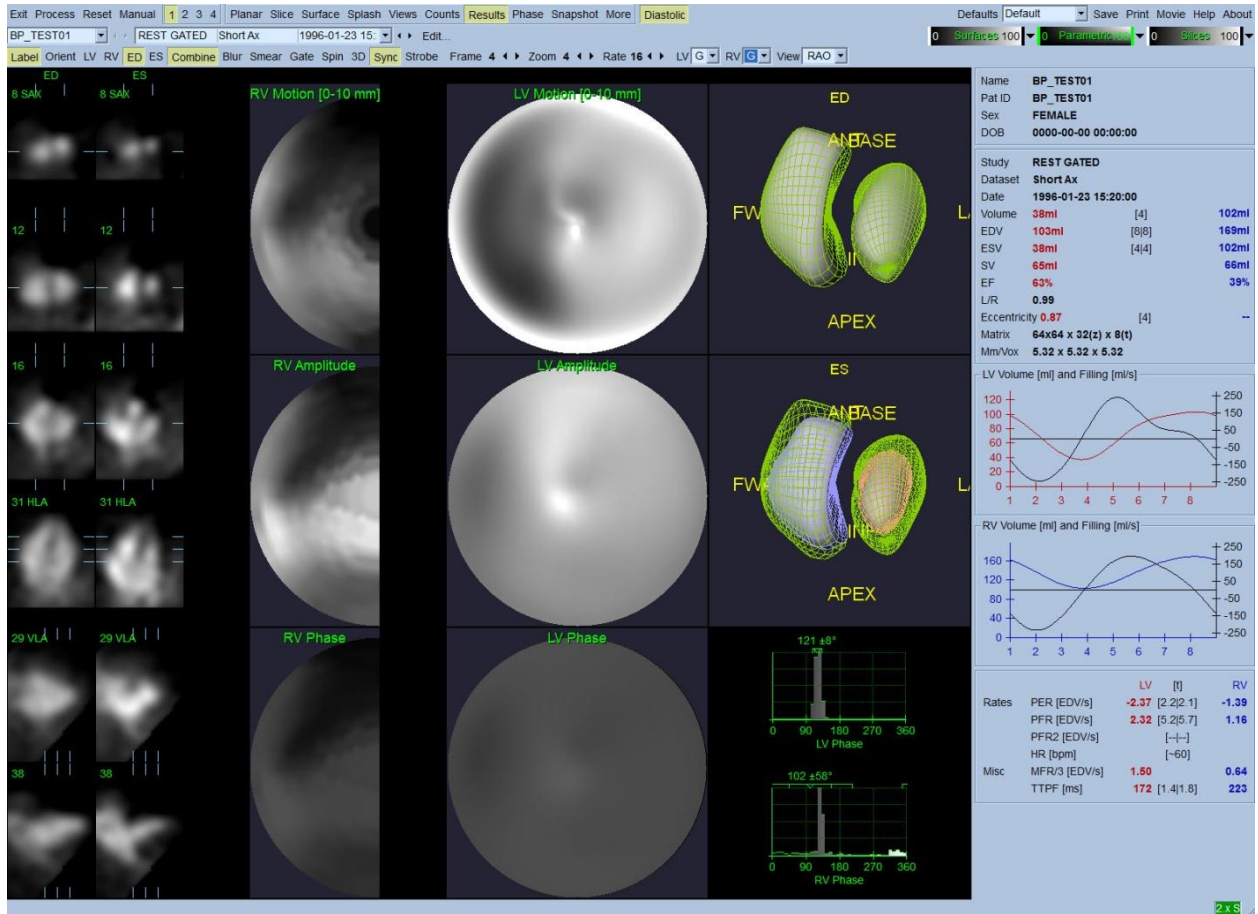 Exit Process Reset Manual 1 2 3 4 Planar Slice Surface Splash Views Counts Results Phase Snapshot More Diastolic Defaults Default Save Print Movie Help About
BP_TEST01 REST GATED Short Ax 1996-01-23 15: Edit...
0 Surfaces 100 0 Parametric 0 Slices 100
Label Orient LV RV ED ES Combine Blur Smear Gate Spin 3D Sync Strobe Frame 4 Zoom 4 Rate 16 LV G RV G View RAO
ED ES
8 SAX 8 SAX
12 12
16 16
31 HLA 31 HLA
29 VLA 29 VLA
38 38
RV Motion [0-10 mm]
LV Motion [0-10 mm]
ED
ANT BASE
FW
IN
APEX
RV Amplitude
LV Amplitude
ES
ANT BASE
FW
INF
APEX
RV Phase
LV Phase
121 ±8°
0 90 180 270 360
LV Phase
102 ±58°
0 90 180 270 360
RV Phase
Name BP_TEST01
Pat ID BP_TEST01
Sex FEMALE
DOB 0000-00-00 00:00:00
Study REST GATED
Dataset Short Ax
Date 1996-01-23 15:20:00
Volume 38ml [4] 102ml
EDV 103ml [8|8] 169ml
ESV 38ml [4|4] 102ml
SV 65ml 66ml
EF 63% 39%
L/R 0.99
Eccentricity 0.87 [4] --
Matrix 64x64 x 32(z) x 8(t)
Mm/Vox 5.32 x 5.32 x 5.32
LV Volume [ml] and Filling [ml/s]
120
100
80
60
40
20
0
250
150
50
-50
-150
-250
1 2 3 4 5 6 7 8
RV Volume [ml] and Filling [ml/s]
160
120
80
40
0
250
150
50
-50
-150
-250
1 2 3 4 5 6 7 8
LV [t] RV
Rates PER [EDV/s] -2.37 [2.2|2.1] -1.39
PFR [EDV/s] 2.32 [5.2|5.7] 1.16
PFR2 [EDV/s] [--|--]
HR [bpm] [~60]
Misc MFR/3 [EDV/s] 1.50 0.64
TTPF [ms] 172 [1.4|1.8] 223
2 x S